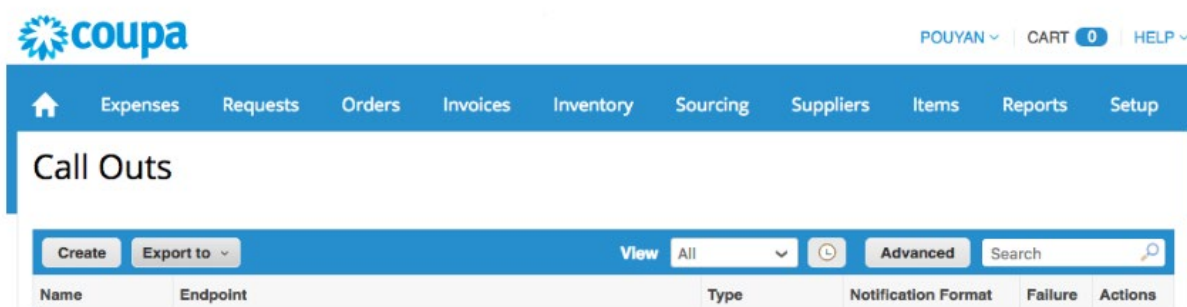 coupa
POUYAN CART 0 HELP
Expenses Requests Orders Invoices Inventory Sourcing Suppliers Items Reports Setup
Call Outs
Create Export to View All Advanced Search
Name Endpoint Type Notification Format Failure Actions